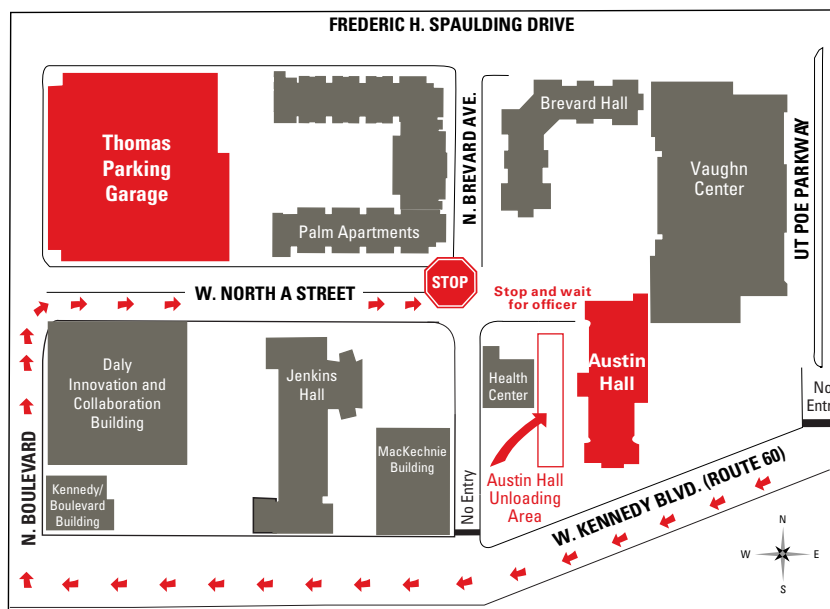 FREDERIC H. SPAULDING DRIVE
Thomas
Parking
Garage
Palm Apartments
N. BREVARD AVE.
Brevard Hall
Vaughn
Center
UT POE PARKWAY
STOP
W. NORTH A STREET
Stop and wait
for officer
Daly
Innovation and
Collaboration
Building
Jenkins
Hall
Health
Center
Austin
Hall
No
Entr
MacKechnie
Building
N. BOULEVARD
Kennedy/
Boulevard
Building
No Entry
Austin Hall
Unloading
Area
W. KENNEDY BLVD. (ROUTE 60)
N
W
E
S